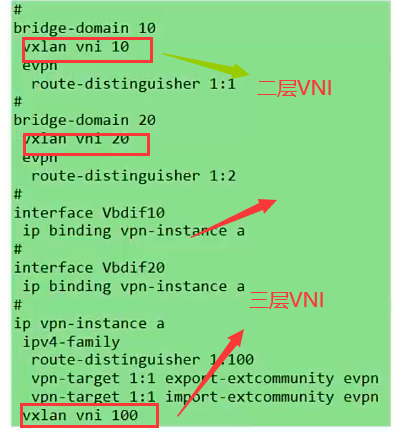 #
bridge-domain 10
vxlan vni 10
evpn
route-distinguisher 1:1
二层VNI
#
bridge-domain 20
vxlan vni 20
evpn
route-distinguisher 1:2
#
interface Vbdif10
ip binding vpn-instance a
#
interface Vbdif20
ip binding vpn-instance a
三层VNI
#
ip vpn-instance a
ipv4-family
route-distinguisher 1:100
vpn-target 1:1 export-extcommunity evpn
vpn-target 1:1 import-extcommunity evpn
vxlan vni 100